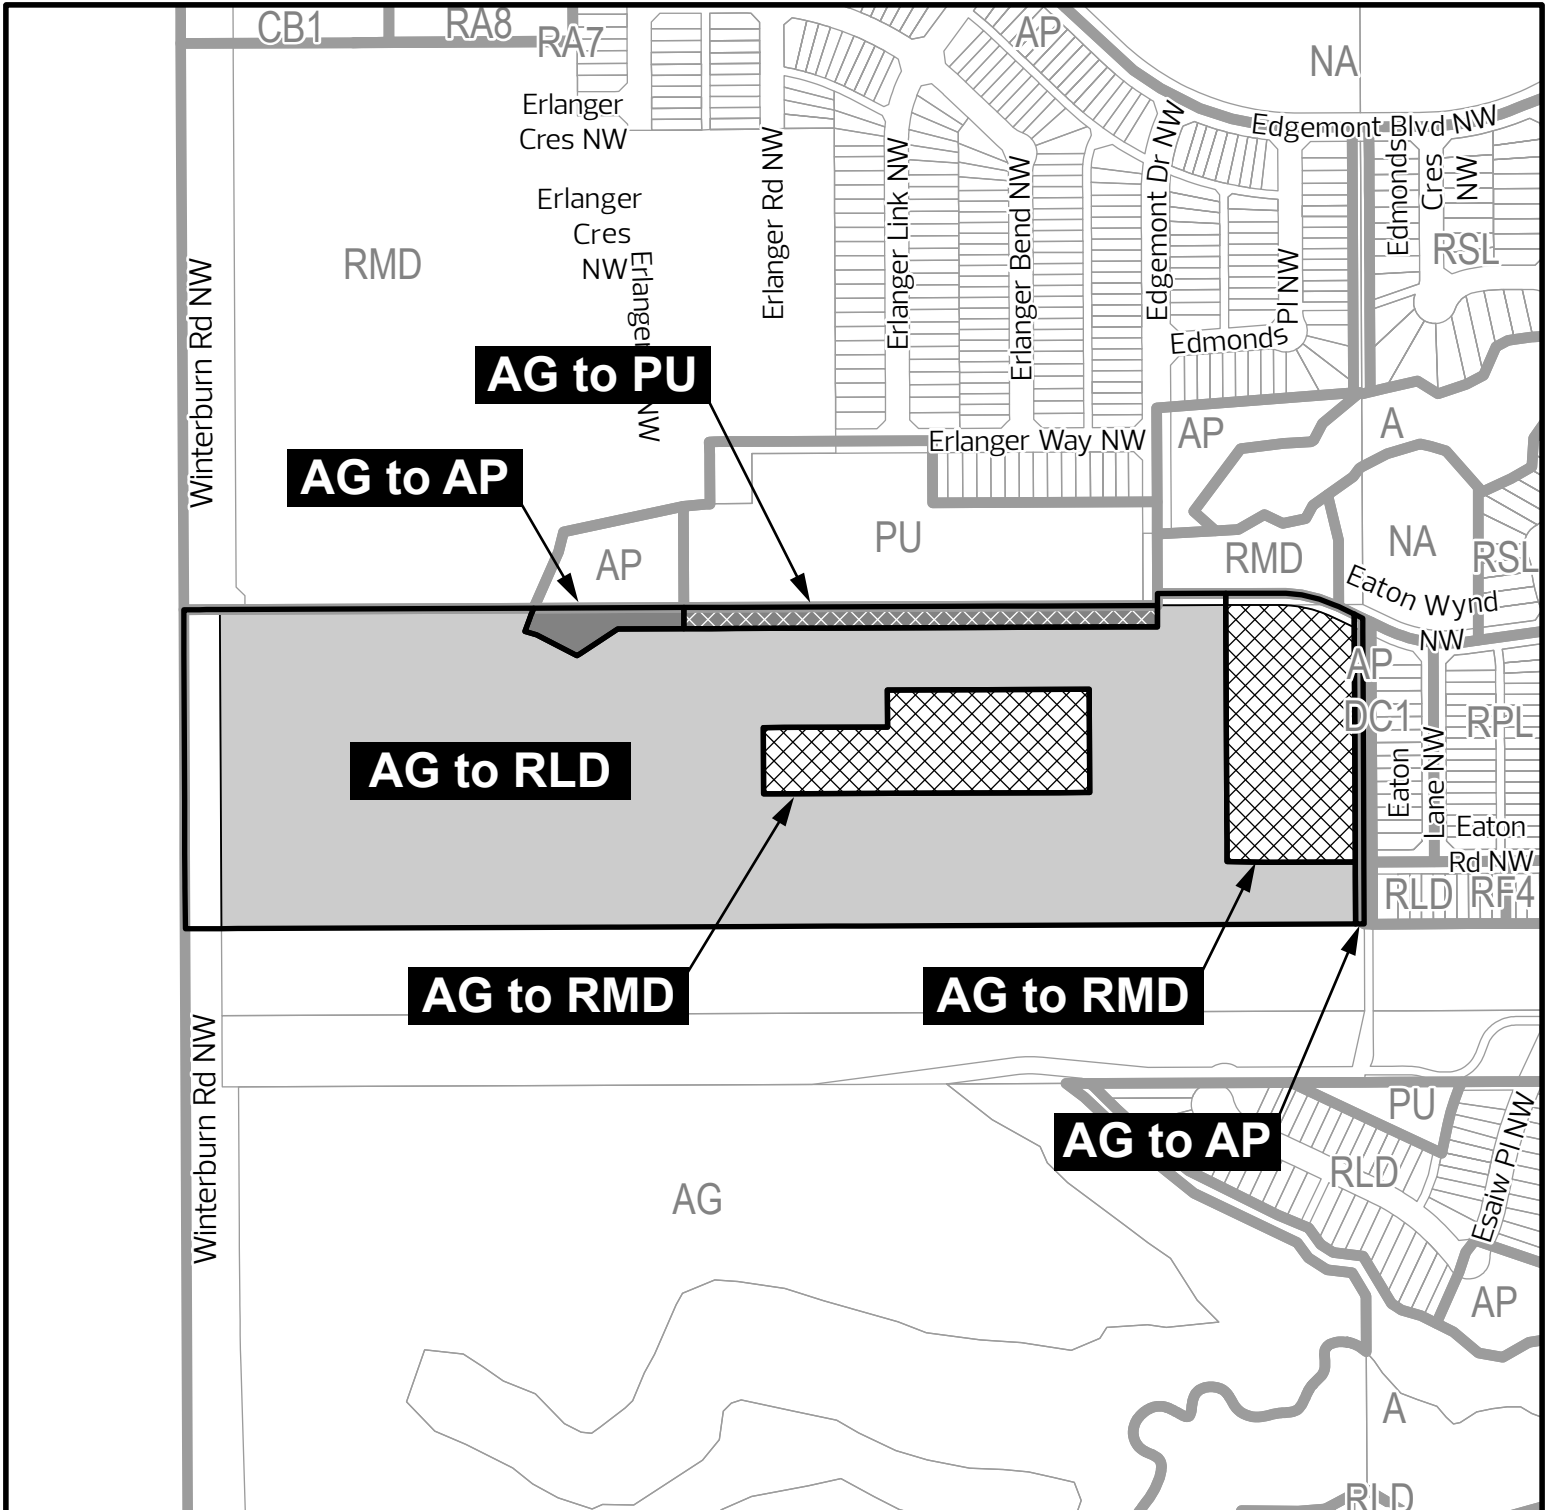 CB1
RA8
RA7
AP
NA
Erlanger
Cres NW
Erlanger Rd NW
Erlanger Link NW
Erlanger Bend NW
Edgemont Dr NW
Edgemont Blvd NW
Edmonds
Cres
NW
RSL
Erlanger
Cres
NW
RMD
Winterburn Rd NW
Erlanger
NW
Edmonds
Pl NW
AG to PU
AG to AP
Erlanger Way NW
AP
A
PU
AP
RMD
NA
RSL
Eaton Wynd
NW
AP
DC1
RPL
Eaton
Lane NW
AG to RLD
Eaton
Rd NW
RLD
RF4
AG to RMD
AG to RMD
Winterburn Rd NW
AG to AP
PU
RLD
Esaiw Pl NW
AG
AP
A
RLD